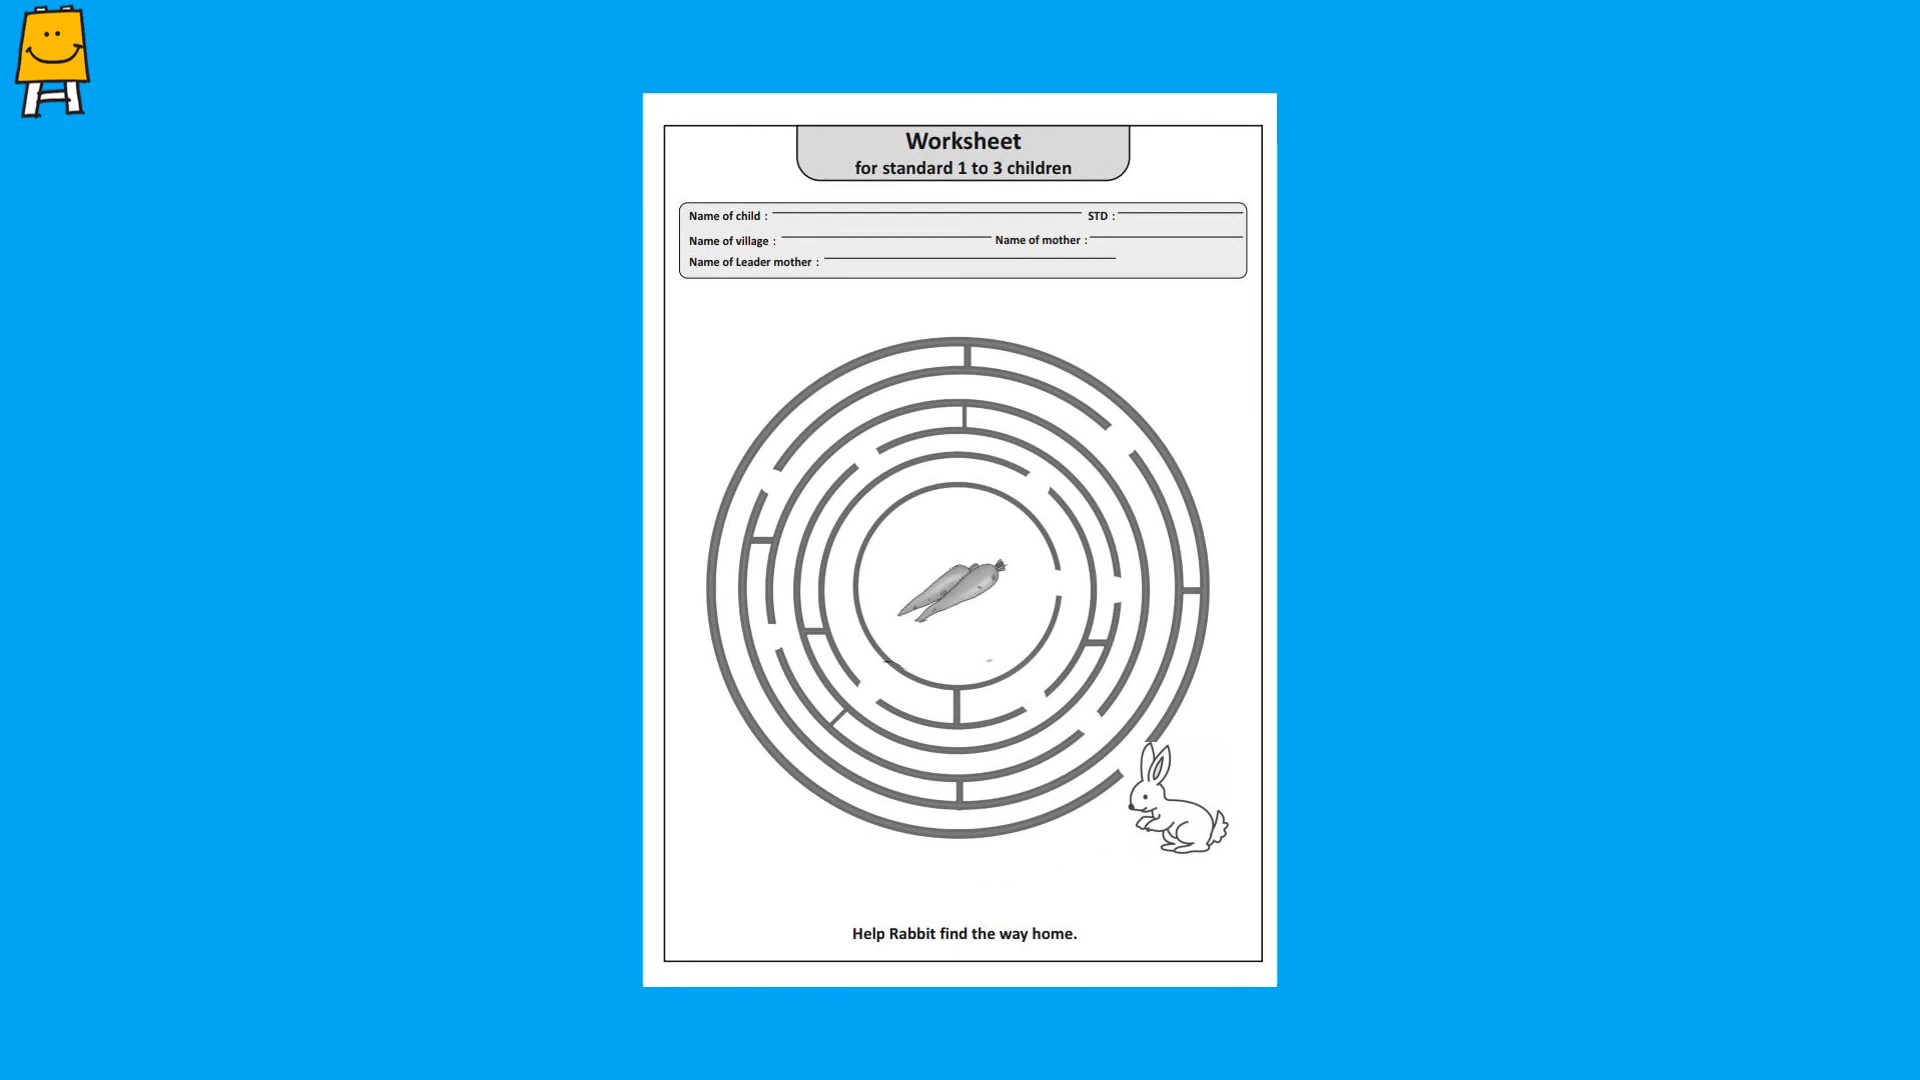 Worksheet
for standard 1 to 3 children
Name of child : STD :
Name of village : Name of mother :
Name of Leader mother :
Help Rabbit find the way home.